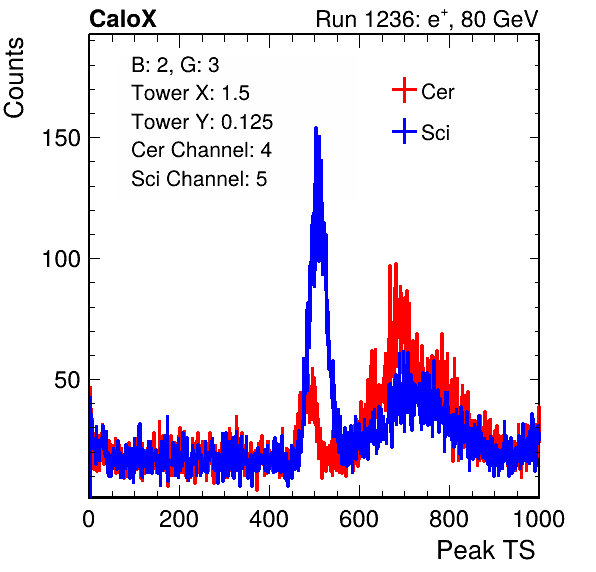 CaloX Run 1236: e⁺, 80 GeV
Counts
B: 2, G: 3
Tower X: 1.5
Tower Y: 0.125
Cer Channel: 4
Sci Channel: 5
Cer
Sci
150
100
50
0 200 400 600 800 1000
Peak TS